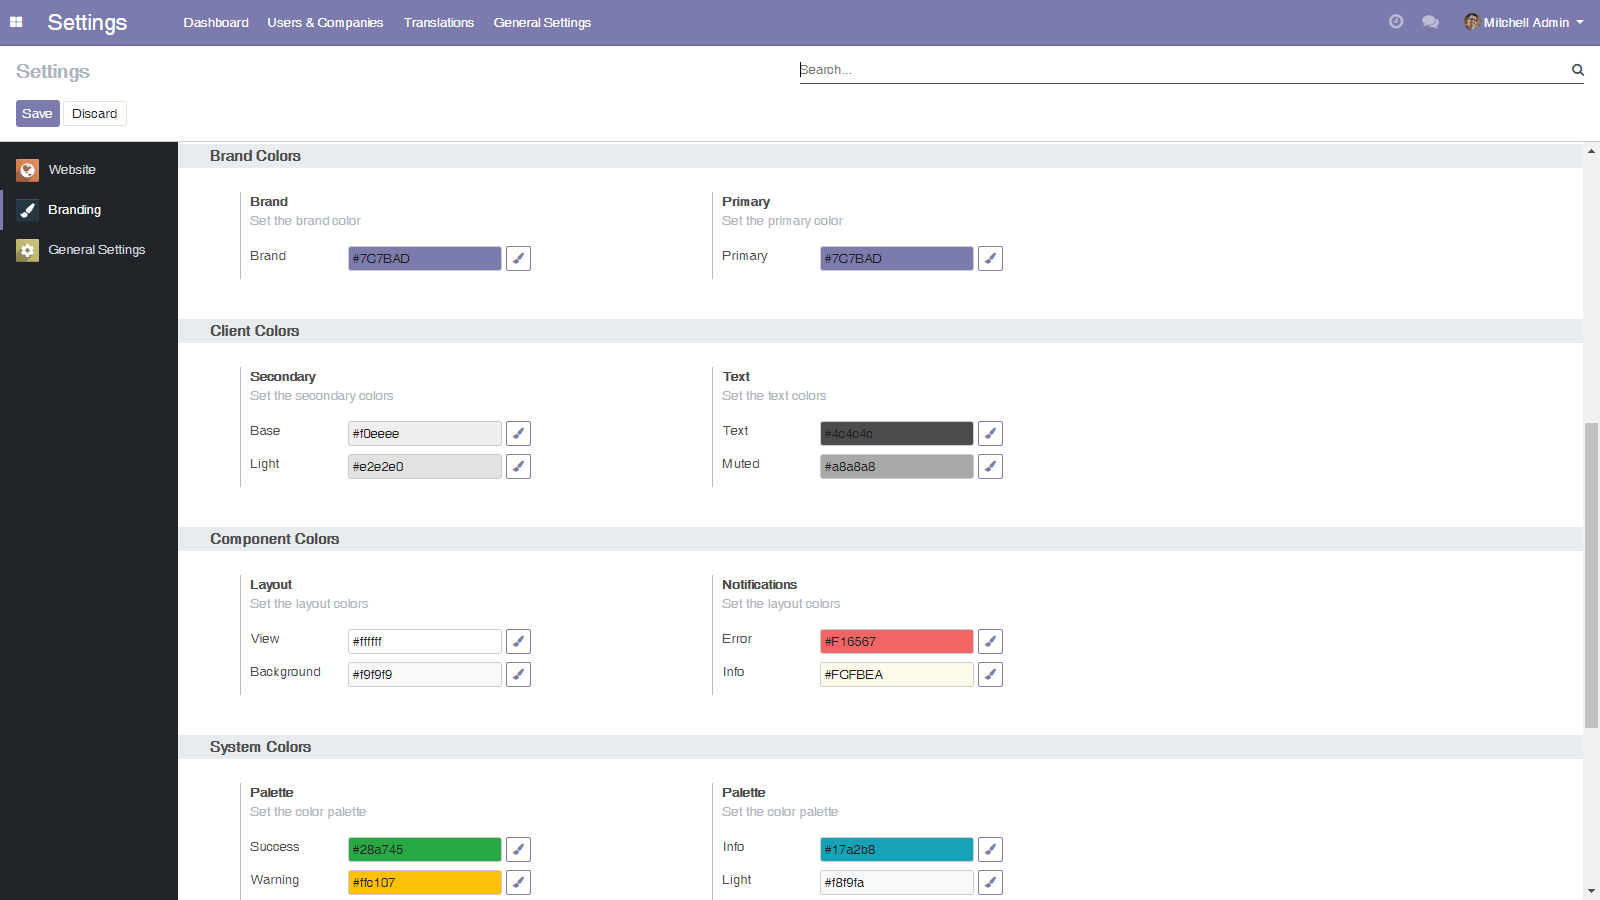 Settings Dashboard Users & Companies Translations General Settings Mitchell Admin
Settings Search...
Save Discard
Website
Branding
General Settings
Brand Colors
Brand Primary
Set the brand color Set the primary color
Brand #7C7BAD Primary #7C7BAD
Client Colors
Secondary Text
Set the secondary colors Set the text colors
Base #f0eeee Text #4c4c4c
Light #e2e2e0 Muted #a8a8a8
Component Colors
Layout Notifications
Set the layout colors Set the layout colors
View #ffffff Error #F16567
Background #f9f9f9 Info #FCFBEA
System Colors
Palette Palette
Set the color palette Set the color palette
Success #28a745 Info #17a2b8
Warning #ffc107 Light #f8f9fa